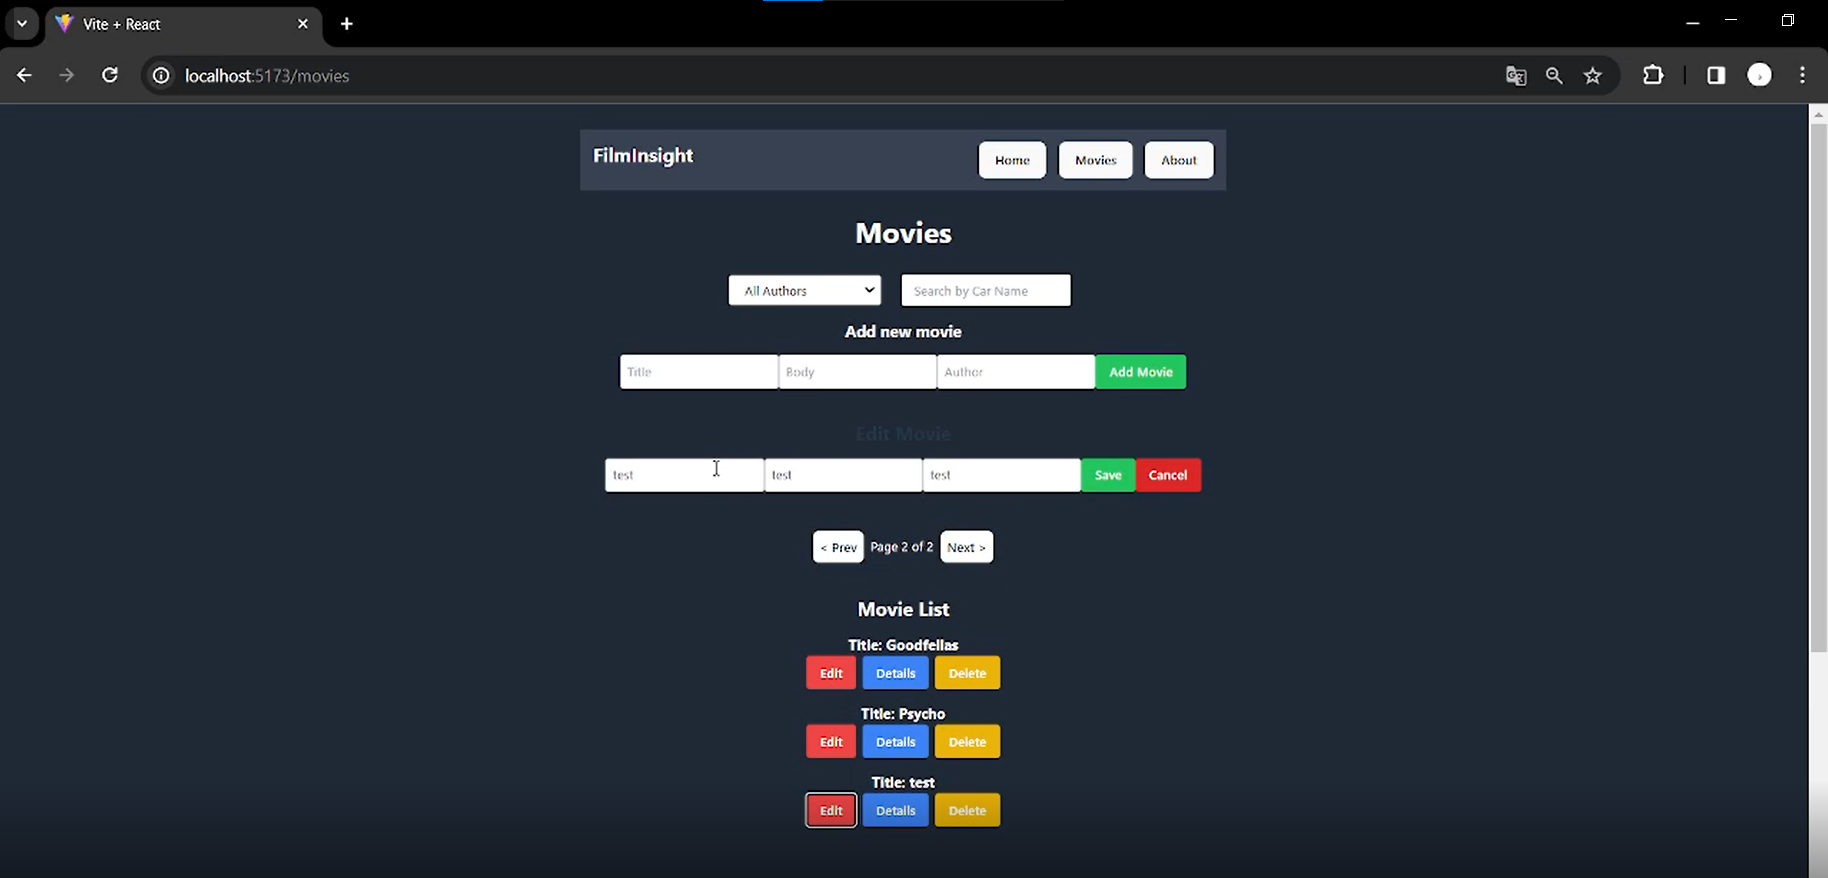 Vite + React
localhost:5173/movies
FilmInsight
Home
Movies
About
Movies
All Authors
Search by Car Name
Add new movie
Title
Body
Author
Add Movie
Edit Movie
test
test
test
Save
Cancel
< Prev
Page 2 of 2
Next >
Movie List
Title: Goodfellas
Edit
Details
Delete
Title: Psycho
Edit
Details
Delete
Title: test
Edit
Details
Delete